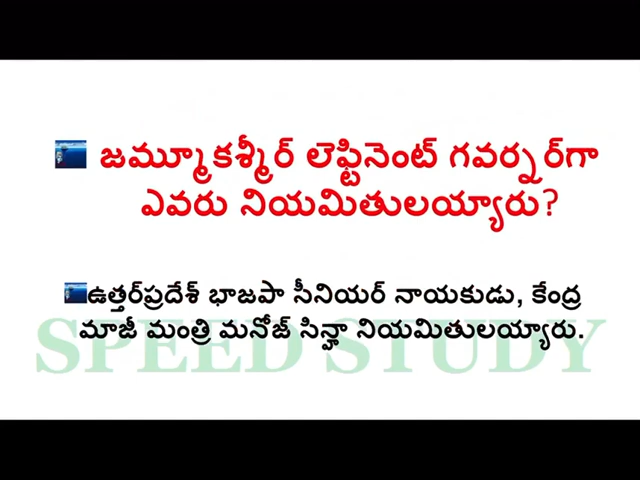 జమ్మూకశ్మీర్ లెఫ్టినెంట్ గవర్నర్‌గా
ఎవరు నియమితులయ్యారు?
ఉత్తర్‌ప్రదేశ్ భాజపా సీనియర్ నాయకుడు, కేంద్ర
మాజీ మంత్రి మనోజ్ సిన్హా నియమితులయ్యారు.
SPEED STUDY